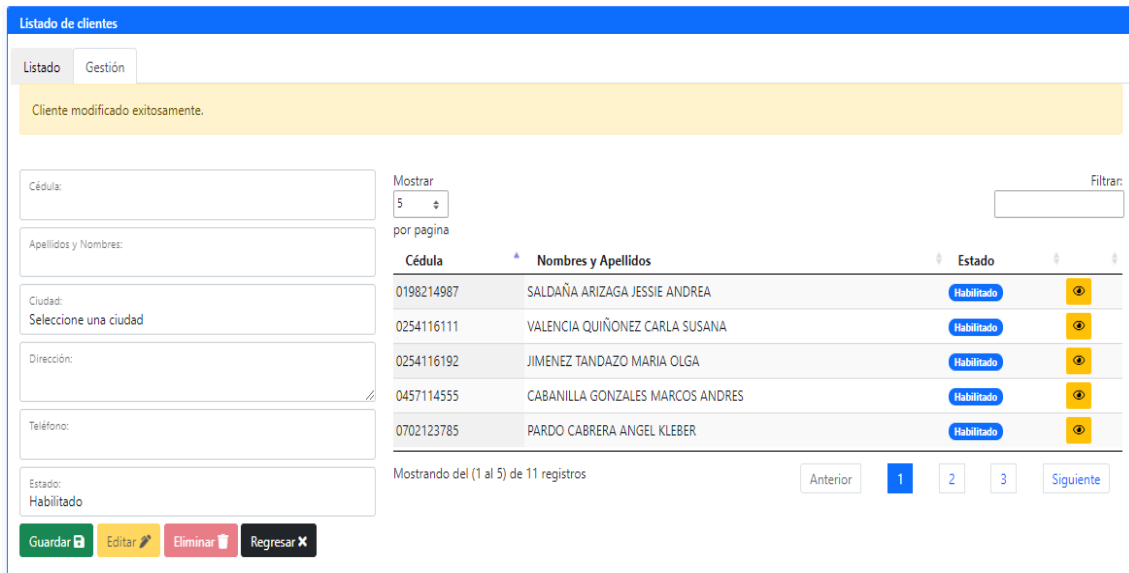 Listado de clientes
Listado Gestión
Cliente modificado exitosamente.
Cédula:
Apellidos y Nombres:
Ciudad:
Seleccione una ciudad
Dirección:
Teléfono:
Estado:
Habilitado
Guardar Editar Eliminar Regresar
Mostrar
5
por pagina
Filtrar:
Cédula Nombres y Apellidos Estado
0198214987 SALDAÑA ARIZAGA JESSIE ANDREA Habilitado
0254116111 VALENCIA QUIÑONEZ CARLA SUSANA Habilitado
0254116192 JIMENEZ TANDAZO MARIA OLGA Habilitado
0457114555 CABANILLA GONZALES MARCOS ANDRES Habilitado
0702123785 PARDO CABRERA ANGEL KLEBER Habilitado
Mostrando del (1 al 5) de 11 registros
Anterior 1 2 3 Siguiente